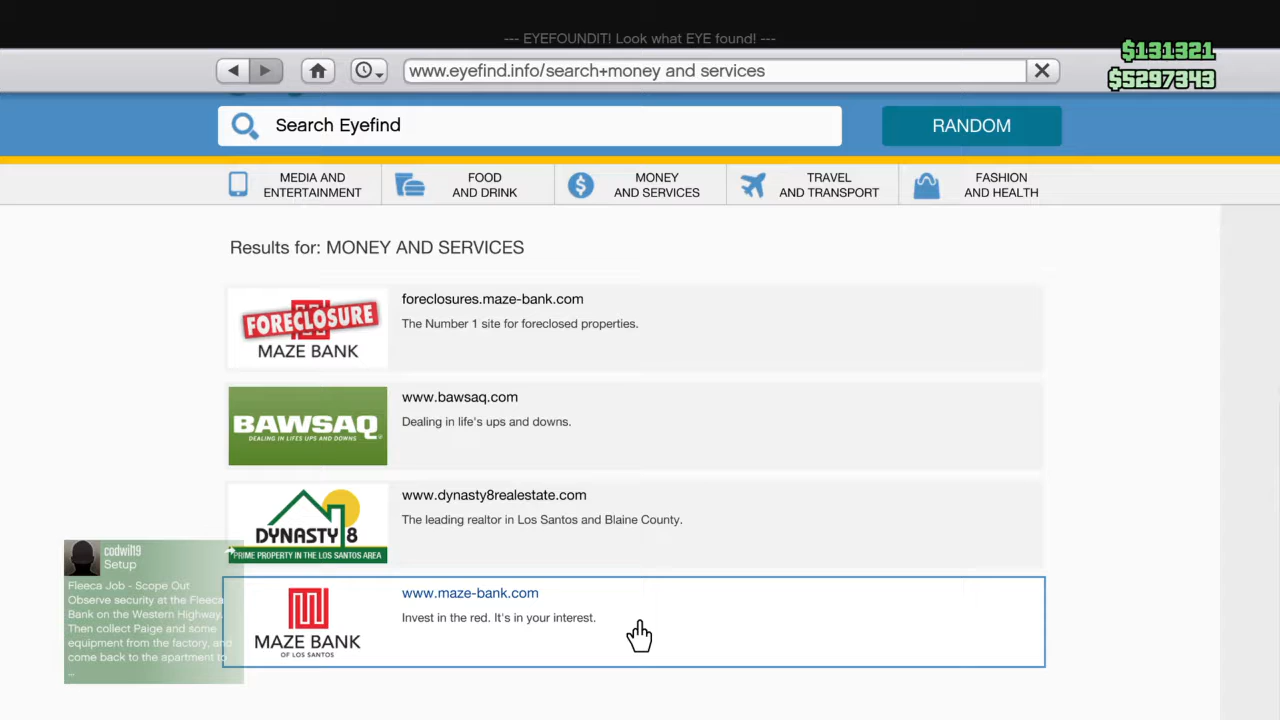 --- EYEFOUNDIT! Look what EYE found! ---
$131321
www.eyefind.info/search+money and services
$5297343
Search Eyefind
RANDOM
MEDIA AND
ENTERTAINMENT
FOOD
AND DRINK
MONEY
AND SERVICES
TRAVEL
AND TRANSPORT
FASHION
AND HEALTH
Results for: MONEY AND SERVICES
FORECLOSURE
MAZE BANK
foreclosures.maze-bank.com
The Number 1 site for foreclosed properties.
BAWSAQ
DEALING IN LIFES UPS AND DOWNS
www.bawsaq.com
Dealing in life's ups and downs.
DYNASTY 8
PRIME PROPERTY IN THE LOS SANTOS AREA
www.dynasty8realestate.com
The leading realtor in Los Santos and Blaine County.
MAZE BANK
OF LOS SANTOS
www.maze-bank.com
Invest in the red. It's in your interest.
codwil19
Setup
Fleeca Job - Scope Out
Observe security at the Fleeca
Bank on the Western Highway.
Then collect Paige and some
equipment from the factory, and
come back to the apartment to
...